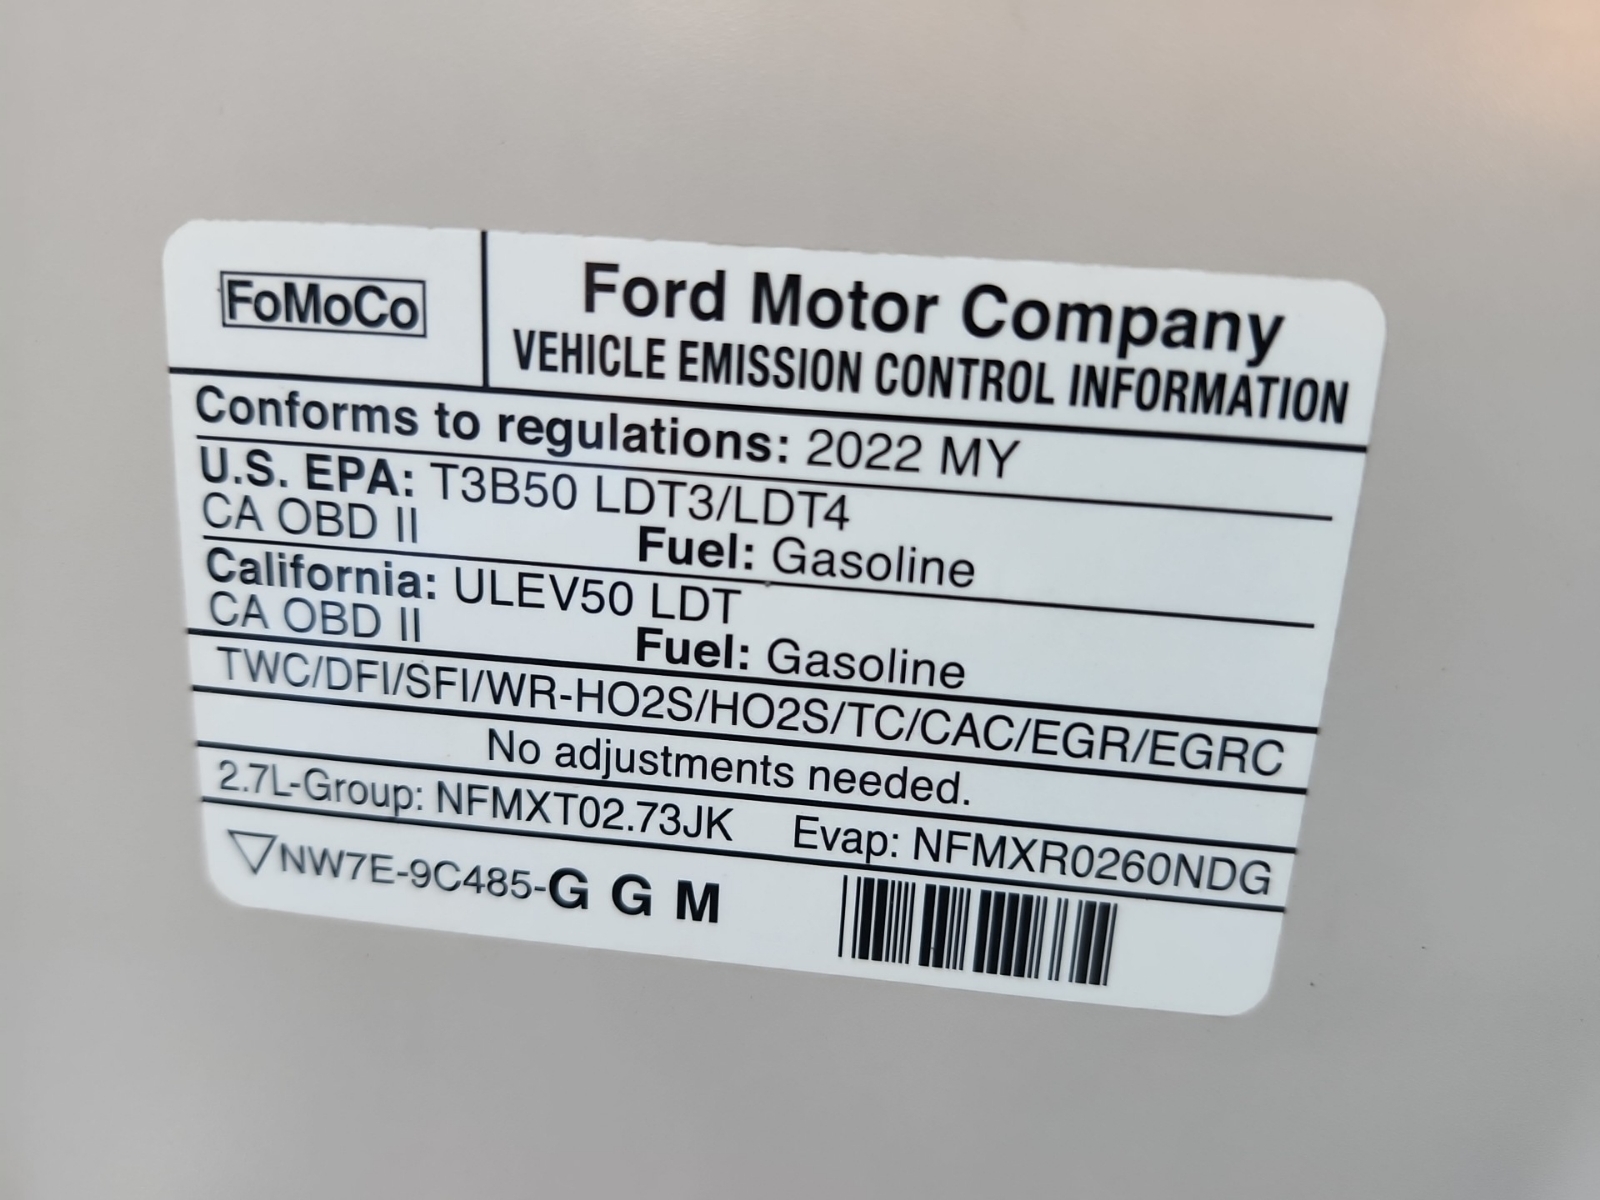 FoMoCo
Ford Motor Company
VEHICLE EMISSION CONTROL INFORMATION
Conforms to regulations: 2022 MY
U.S. EPA: T3B50 LDT3/LDT4
CA OBD II Fuel: Gasoline
California: ULEV50 LDT
CA OBD II Fuel: Gasoline
TWC/DFI/SFI/WR-HO2S/HO2S/TC/CAC/EGR/EGRC
No adjustments needed.
2.7L-Group: NFMXT02.73JK Evap: NFMXR0260NDG
NW7E-9C485-G G M